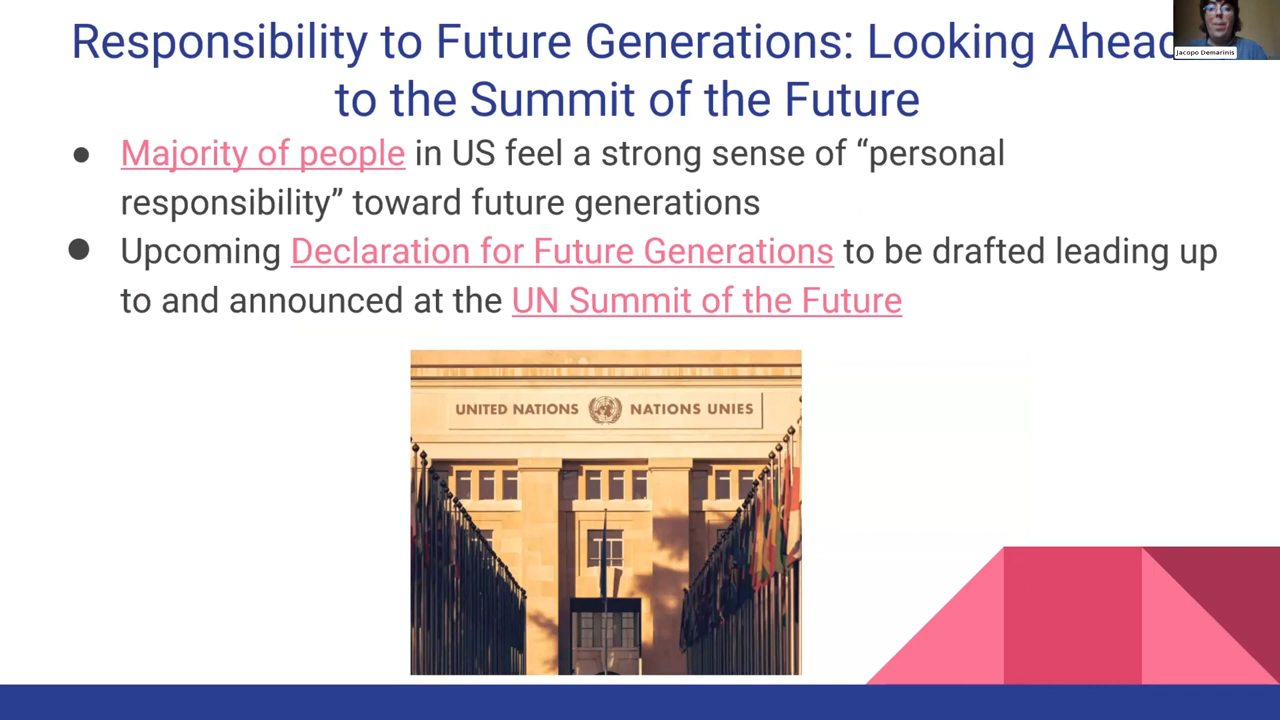 Responsibility to Future Generations: Looking Ahead
to the Summit of the Future
Jacopo Demarinis
● Majority of people in US feel a strong sense of “personal
responsibility” toward future generations
● Upcoming Declaration for Future Generations to be drafted leading up
to and announced at the UN Summit of the Future
UNITED NATIONS NATIONS UNIES